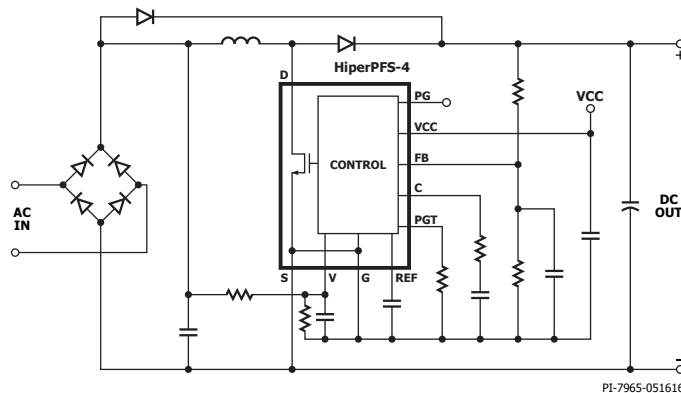 D
HiperPFS-4
PG
VCC
VCC
FB
CONTROL
C
PGT
AC
IN
DC
OUT
+
S
V
G
REF
–
PI-7965-051616